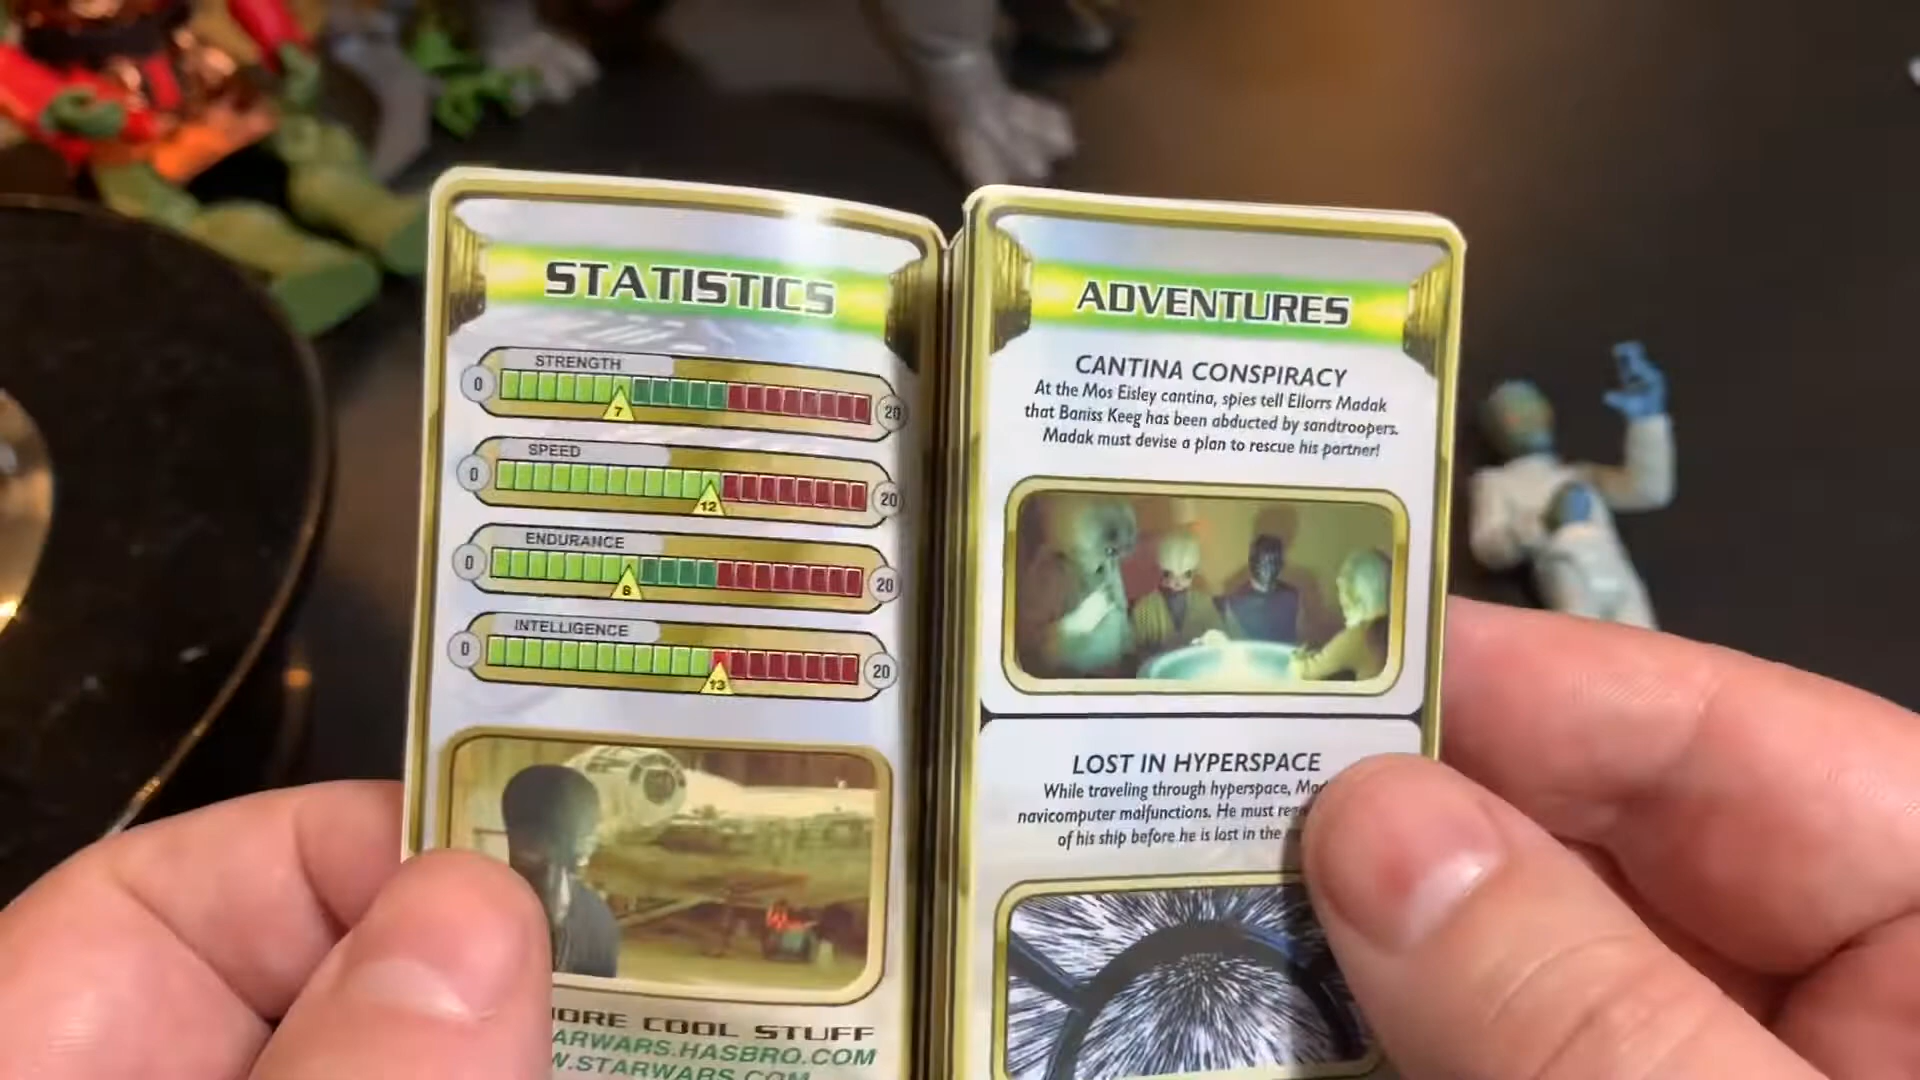 STATISTICS
STRENGTH
0
7
20
SPEED
0
12
20
ENDURANCE
0
8
20
INTELLIGENCE
0
13
20
ORE COOL STUFF
ARWARS.HASBRO.COM
W.STARWARS.COM
ADVENTURES
CANTINA CONSPIRACY
At the Mos Eisley cantina, spies tell Ellorrs Madak
that Baniss Keeg has been abducted by sandtroopers.
Madak must devise a plan to rescue his partner!
LOST IN HYPERSPACE
While traveling through hyperspace,
navicomputer malfunctions. He must
of his ship before he is lost in the